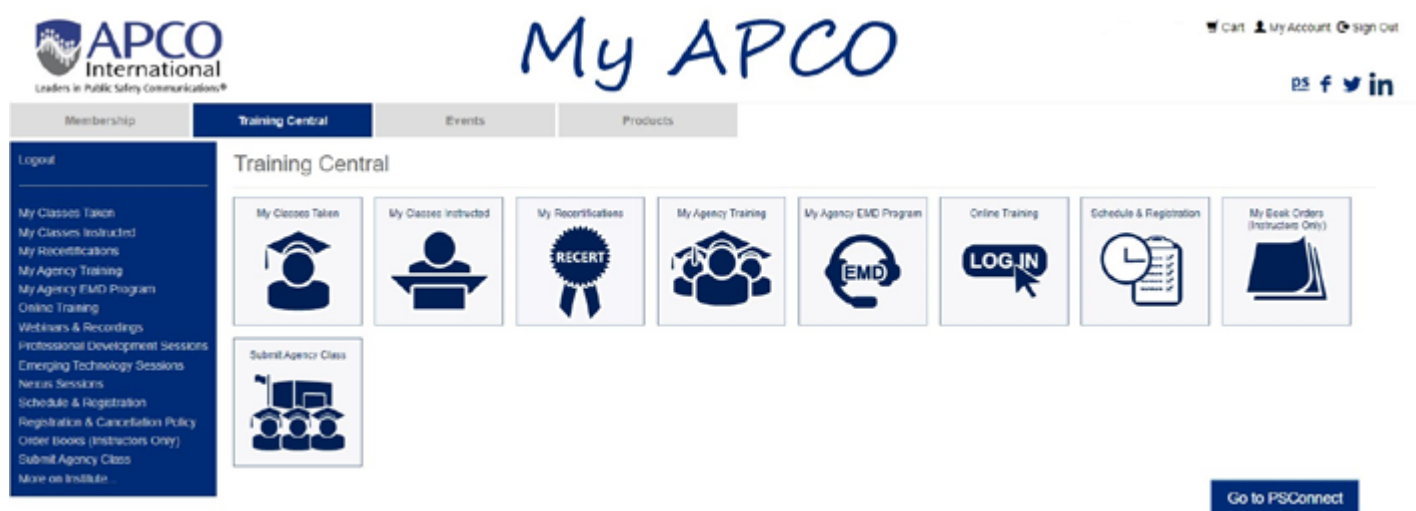 APCO
International
Leaders in Public Safety Communications®
My APCO
Cart My Account Sign Out
ps f in
Membership Training Central Events Products
Logout
My Classes Taken
My Classes Instructed
My Recertifications
My Agency Training
My Agency EMD Program
Online Training
Webinars & Recordings
Professional Development Sessions
Emerging Technology Sessions
Nexus Sessions
Schedule & Registration
Registration & Cancellation Policy
Order Books (Instructors Only)
Submit Agency Class
More on Institute...
Training Central
My Classes Taken
My Classes Instructed
My Recertifications
RECERT
My Agency Training
My Agency EMD Program
EMD
Online Training
LOG IN
Schedule & Registration
My Book Orders
(Instructors Only)
Submit Agency Class
Go to PSConnect